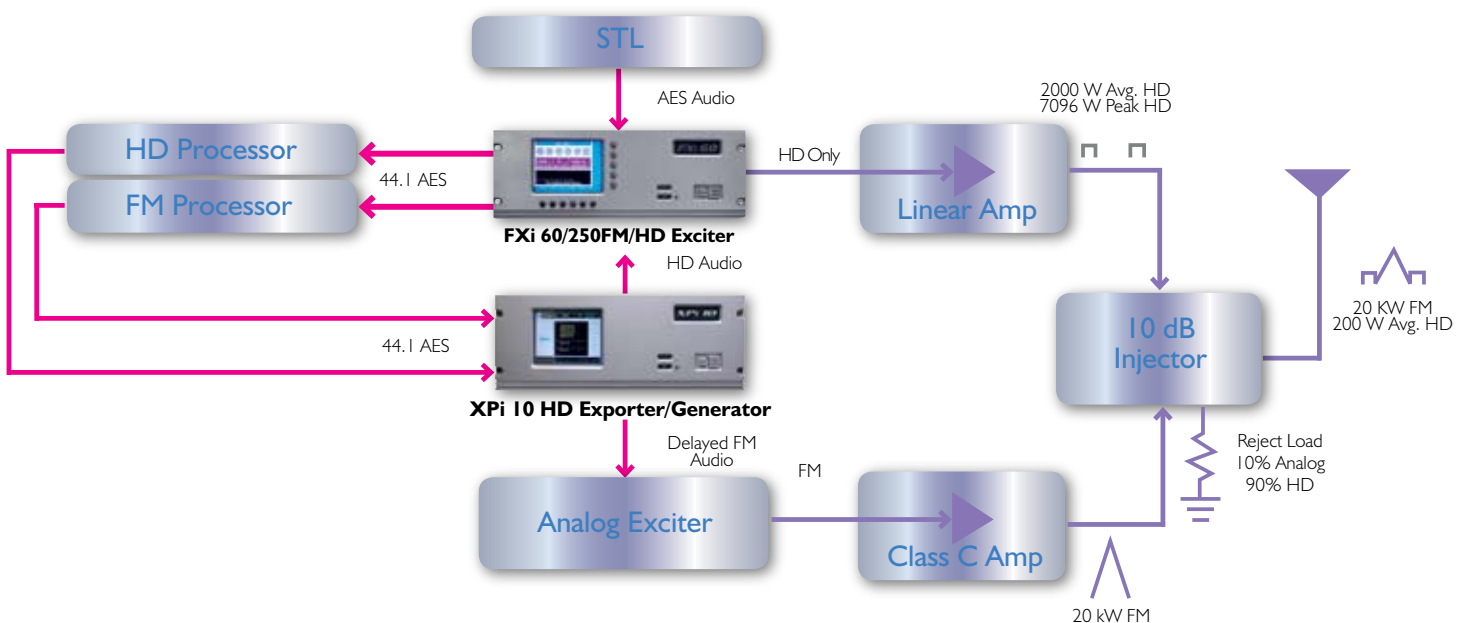 STL
AES Audio
2000 W Avg. HD
7096 W Peak HD
HD Processor
44.1 AES
FM Processor
HD Only
Linear Amp
FXi 60/250FM/HD Exciter
HD Audio
20 KW FM
200 W Avg. HD
10 dB
Injector
XPi 10
44.1 AES
XPi 10 HD Exporter/Generator
Delayed FM
Audio
FM
Reject Load
10% Analog
90% HD
Analog Exciter
Class C Amp
20 kW FM